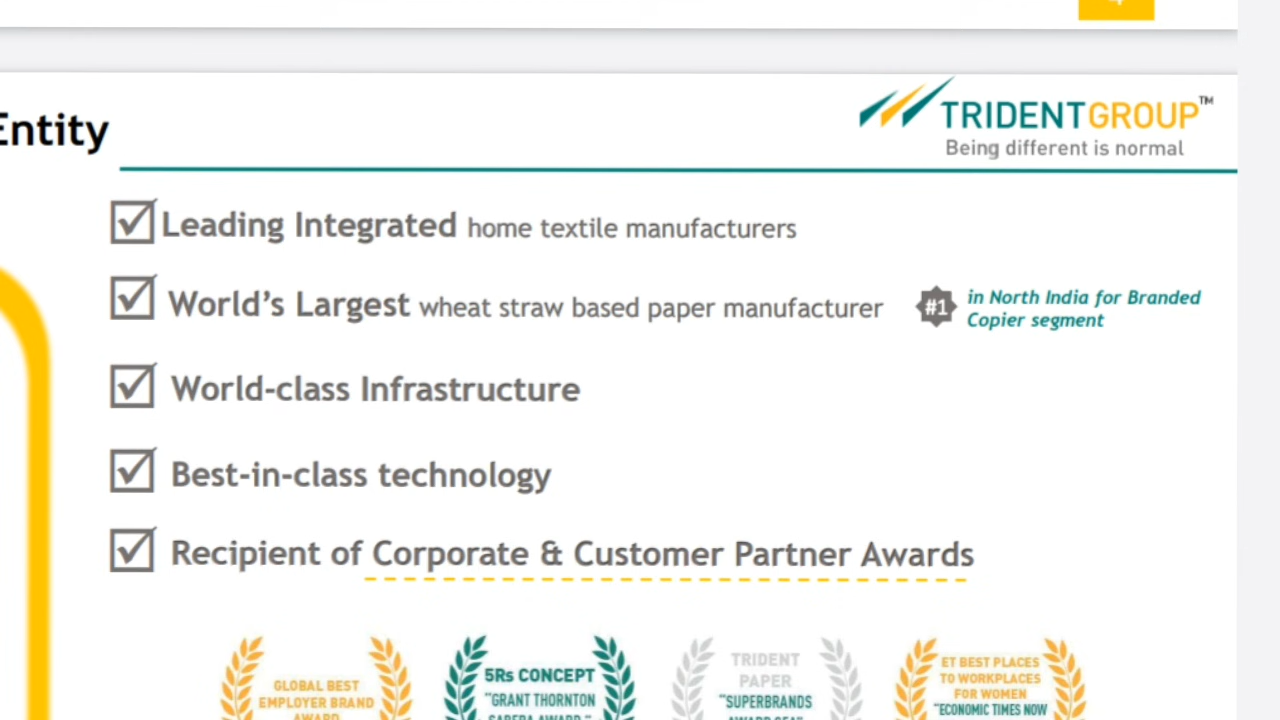 Entity
TRIDENTGROUP™
Being different is normal
Leading Integrated home textile manufacturers
World's Largest wheat straw based paper manufacturer
#1
in North India for Branded
Copier segment
World-class Infrastructure
Best-in-class technology
Recipient of Corporate & Customer Partner Awards
GLOBAL BEST
EMPLOYER BRAND
AWARD
5Rs CONCEPT
"GRANT THORNTON
TRIDENT
PAPER
"SUPERBRANDS
ET BEST PLACES
TO WORKPLACES
FOR WOMEN
"ECONOMIC TIMES NOW